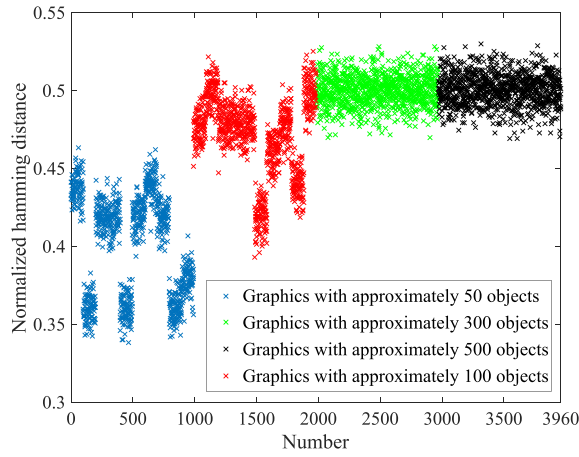 0.55
0.5
0.45
0.4
0.35
0.3
Normalized hamming distance
Graphics with approximately 50 objects
Graphics with approximately 300 objects
Graphics with approximately 500 objects
Graphics with approximately 100 objects
0 500 1000 1500 2000 2500 3000 3500 3960
Number